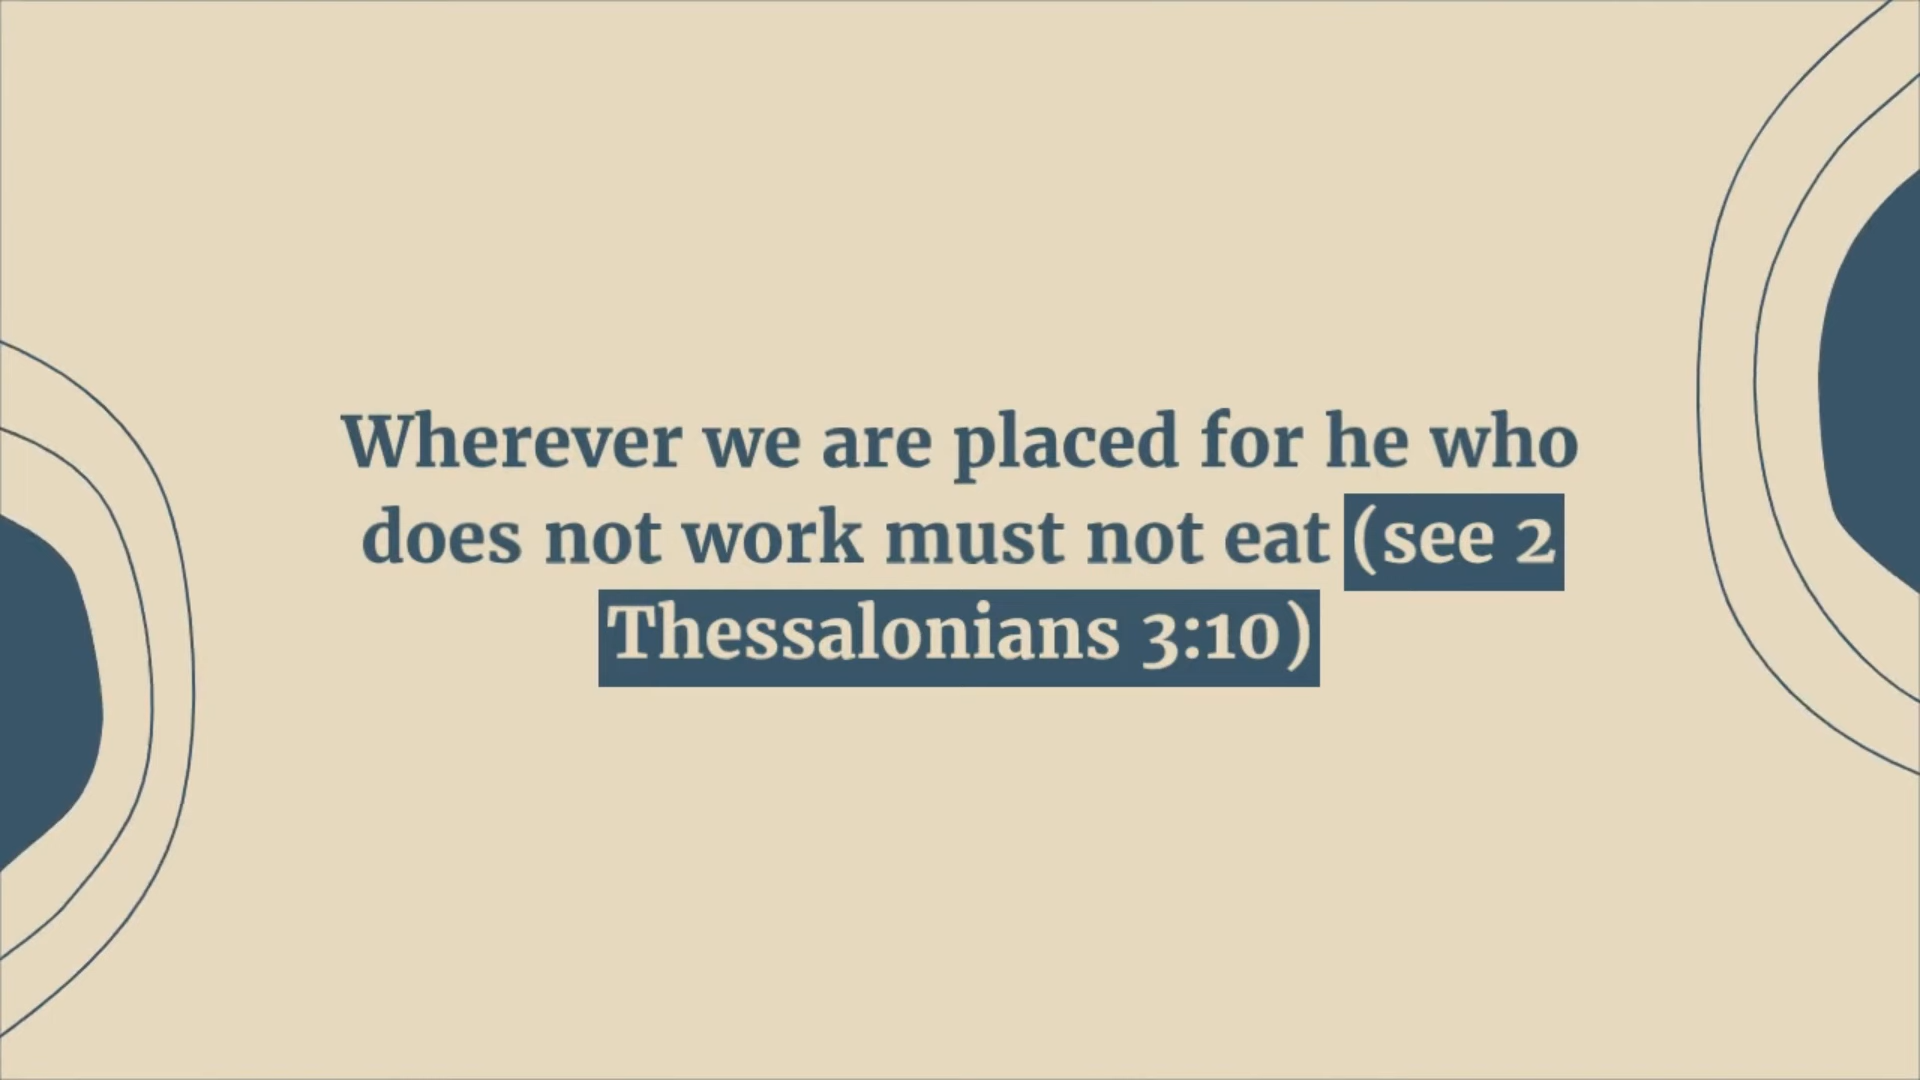 Wherever we are placed for he who
does not work must not eat (see 2
Thessalonians 3:10)